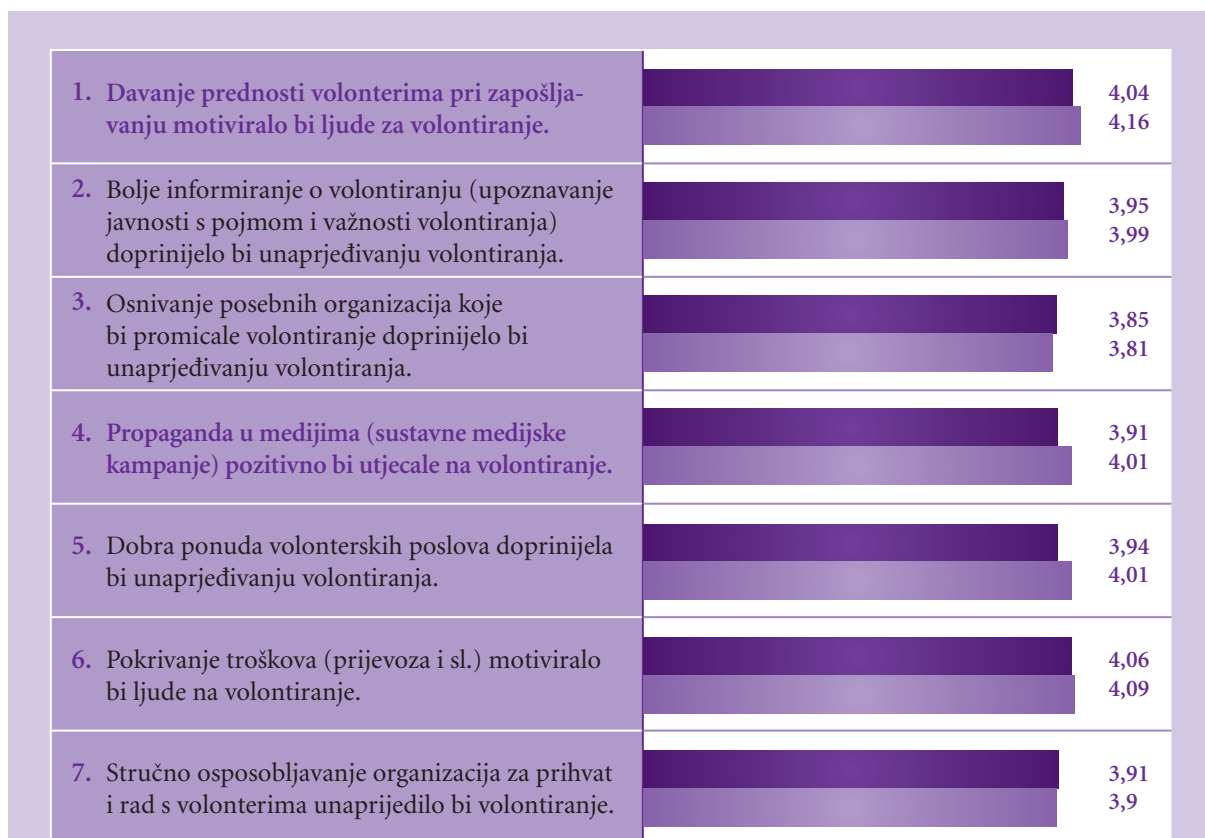 1. Davanje prednosti volonterima pri zapošlja-
vanju motiviralo bi ljude za volontiranje.
4,04
4,16
2. Bolje informiranje o volontiranju (upoznavanje
javnosti s pojmom i važnosti volontiranja)
doprinijelo bi unaprjeđivanju volontiranja.
3,95
3,99
3. Osnivanje posebnih organizacija koje
bi promicale volontiranje doprinijelo bi
unaprjeđivanju volontiranja.
3,85
3,81
4. Propaganda u medijima (sustavne medijske
kampanje) pozitivno bi utjecale na volontiranje.
3,91
4,01
5. Dobra ponuda volonterskih poslova doprinijela
bi unaprjeđivanju volontiranja.
3,94
4,01
6. Pokrivanje troškova (prijevoza i sl.) motiviralo
bi ljude na volontiranje.
4,06
4,09
7. Stručno osposobljavanje organizacija za prihvat
i rad s volonterima unaprijedilo bi volontiranje.
3,91
3,9